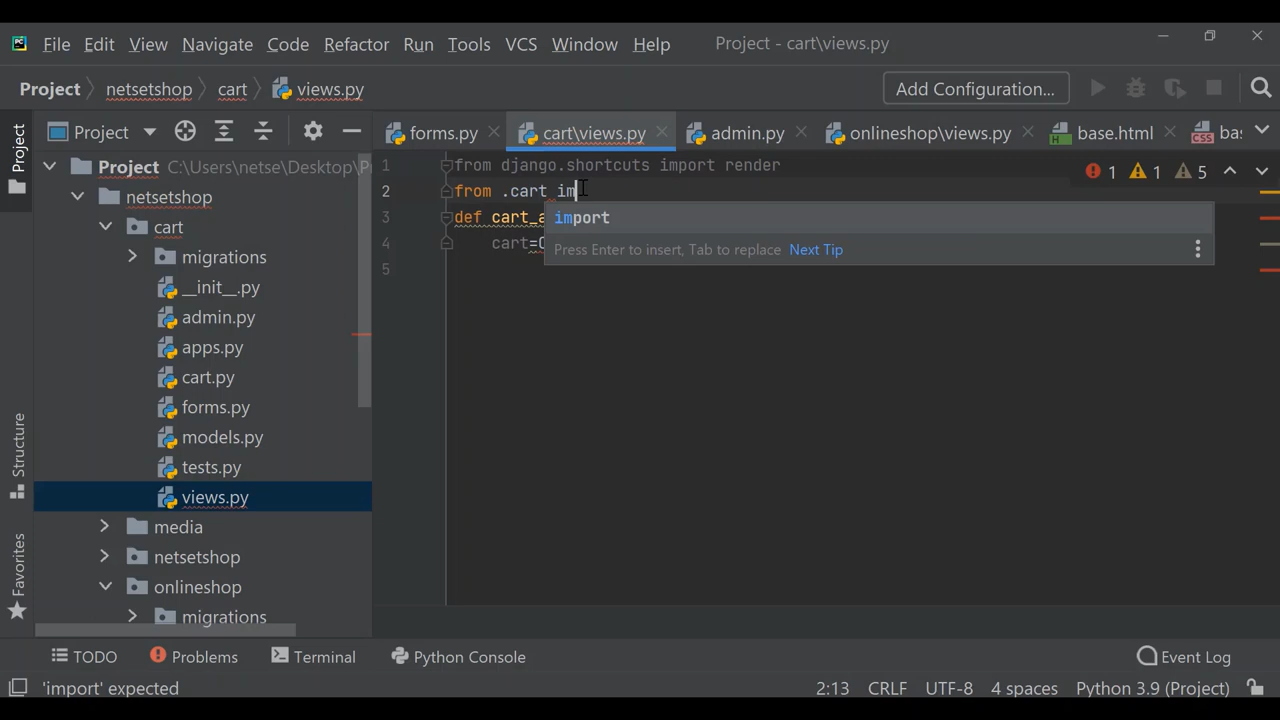 PC File Edit View Navigate Code Refactor Run Tools VCS Window Help Project - cart\views.py
Project netsetshop cart views.py Add Configuration...
Project Project forms.py cart\views.py admin.py onlineshop\views.py base.html bas
Project C:\Users\netse\Desktop\P
netsetshop
cart
migrations
__init__.py
admin.py
apps.py
cart.py
forms.py
models.py
tests.py
views.py
media
netsetshop
onlineshop
migrations
1 from django.shortcuts import render
2 from .cart im
3 def cart_a
4 cart=C
5
1 1 5
import
Press Enter to insert, Tab to replace Next Tip
Structure
Favorites
TODO Problems Terminal Python Console Event Log
'import' expected 2:13 CRLF UTF-8 4 spaces Python 3.9 (Project)